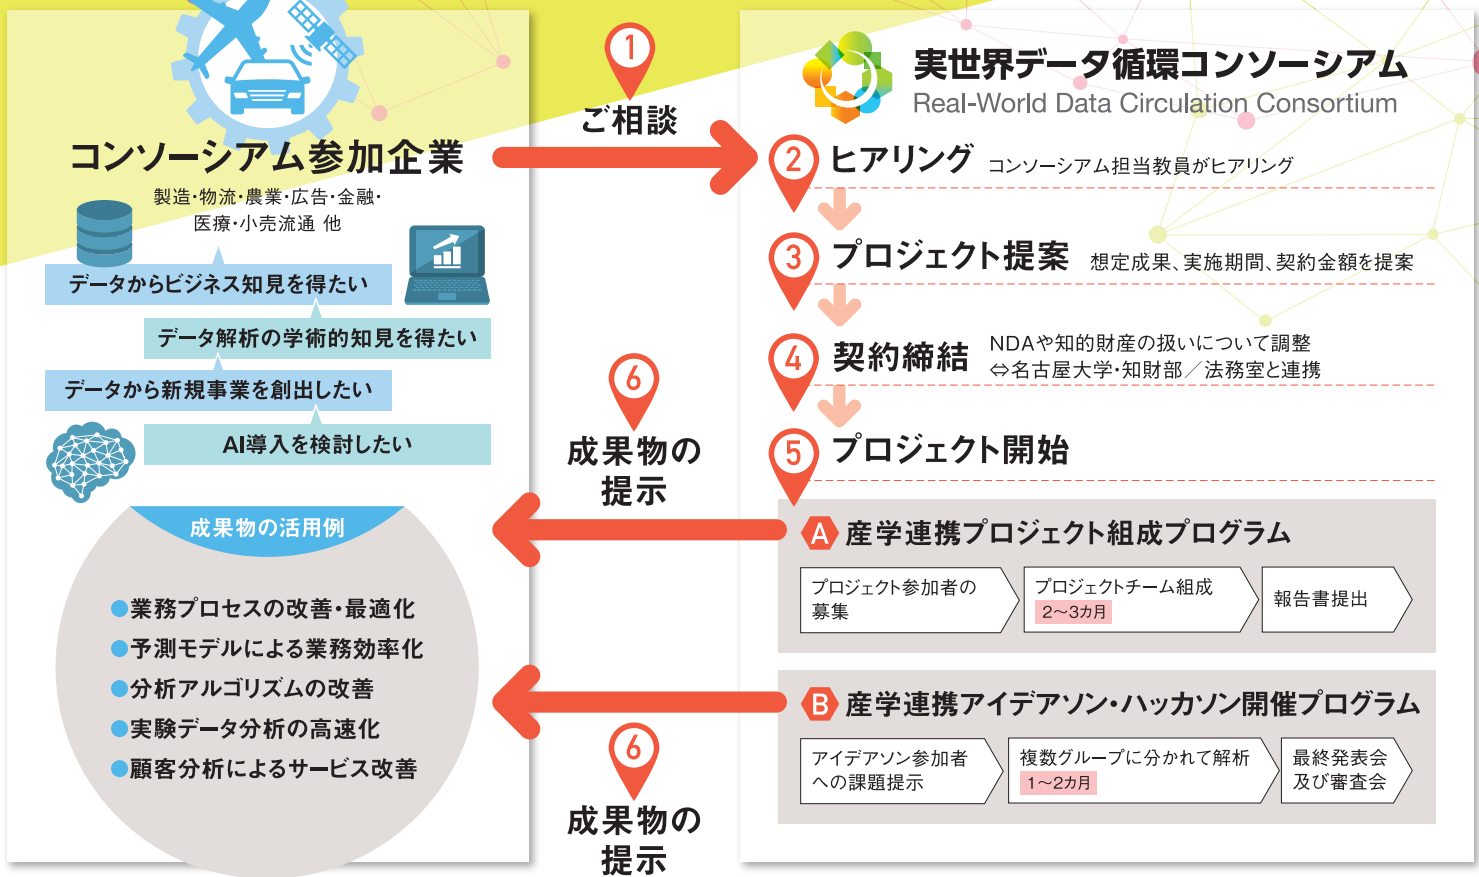 コンソーシアム参加企業
製造・物流・農業・広告・金融・
医療・小売流通 他
データからビジネス知見を得たい
データ解析の学術的知見を得たい
データから新規事業を創出したい
AI導入を検討したい
成果物の活用例
●業務プロセスの改善・最適化
●予測モデルによる業務効率化
●分析アルゴリズムの改善
●実験データ分析の高速化
●顧客分析によるサービス改善
1
ご相談
6
成果物の
提示
6
成果物の
提示
実世界データ循環コンソーシアム
Real-World Data Circulation Consortium
2 ヒアリング コンソーシアム担当教員がヒアリング
3 プロジェクト提案 想定成果、実施期間、契約金額を提案
4 契約締結 NDAや知的財産の扱いについて調整
⇔名古屋大学・知財部／法務室と連携
5 プロジェクト開始
A 産学連携プロジェクト組成プログラム
プロジェクト参加者の
募集
プロジェクトチーム組成
2〜3カ月
報告書提出
B 産学連携アイデアソン・ハッカソン開催プログラム
アイデアソン参加者
への課題提示
複数グループに分かれて解析
1〜2カ月
最終発表会
及び審査会